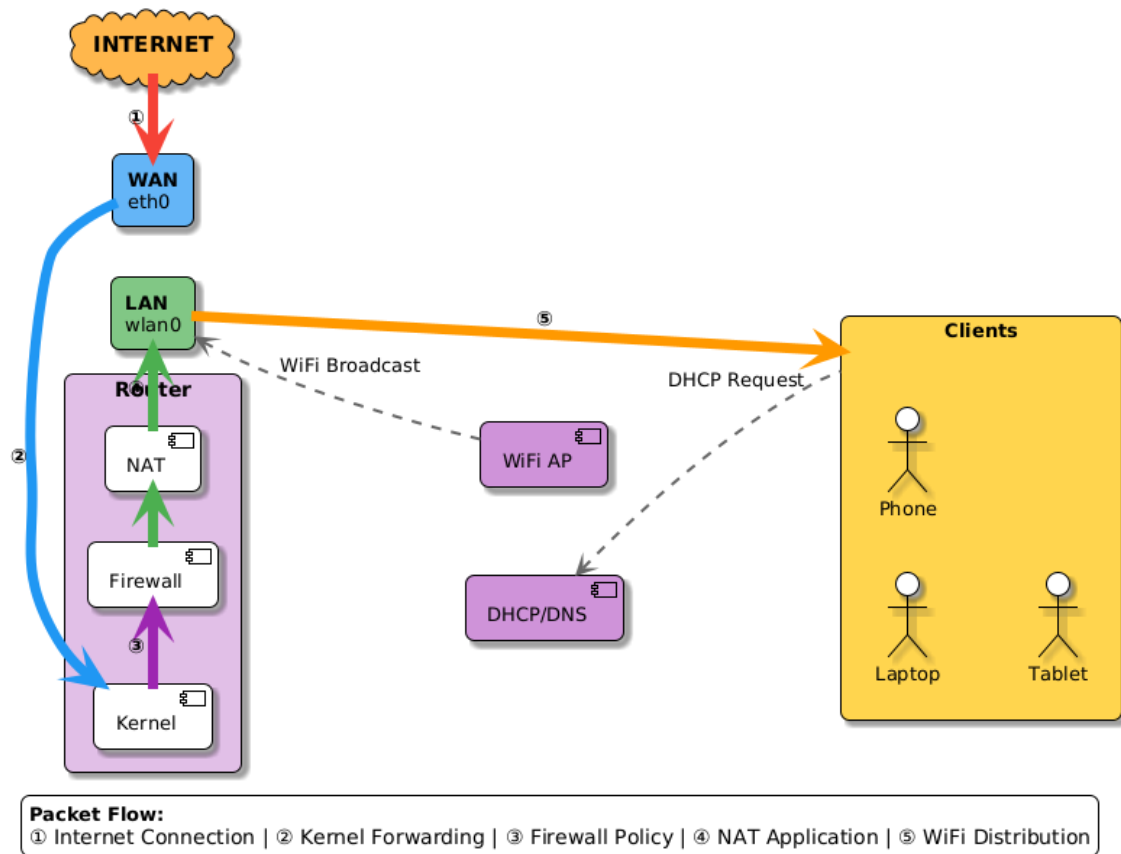 INTERNET
①
WAN
eth0
LAN
wlan0
⑤
WiFi Broadcast
Clients
DHCP Request
Router
NAT
WiFi AP
②
Phone
Firewall
DHCP/DNS
③
Kernel
Laptop
Tablet
Packet Flow:
① Internet Connection | ② Kernel Forwarding | ③ Firewall Policy | ④ NAT Application | ⑤ WiFi Distribution